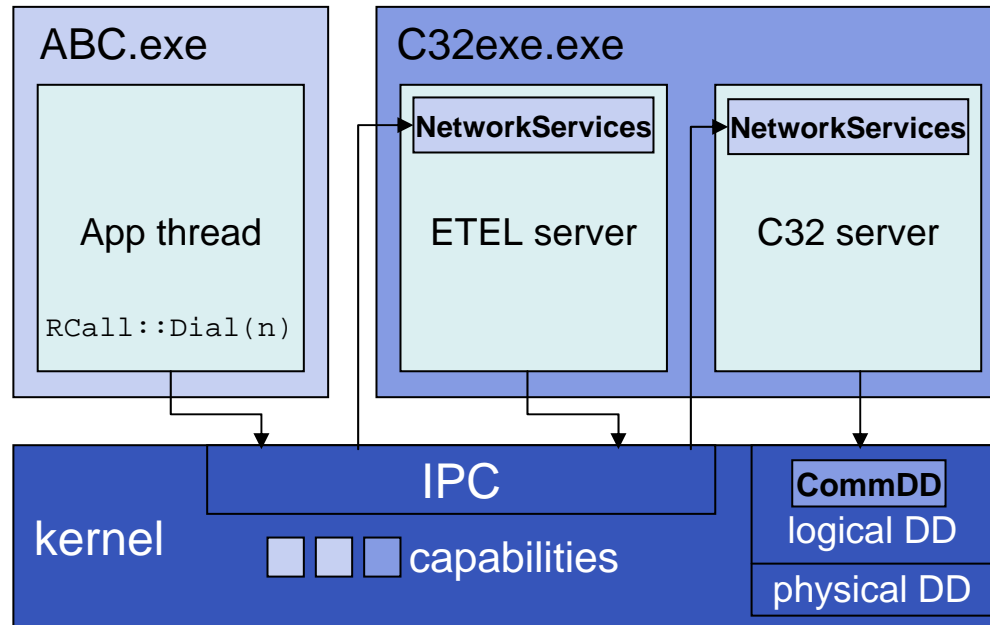 ABC.exe
App thread
RCall::Dial(n)
C32exe.exe
NetworkServices
ETEL server
NetworkServices
C32 server
kernel
IPC
capabilities
CommDD
logical DD
physical DD